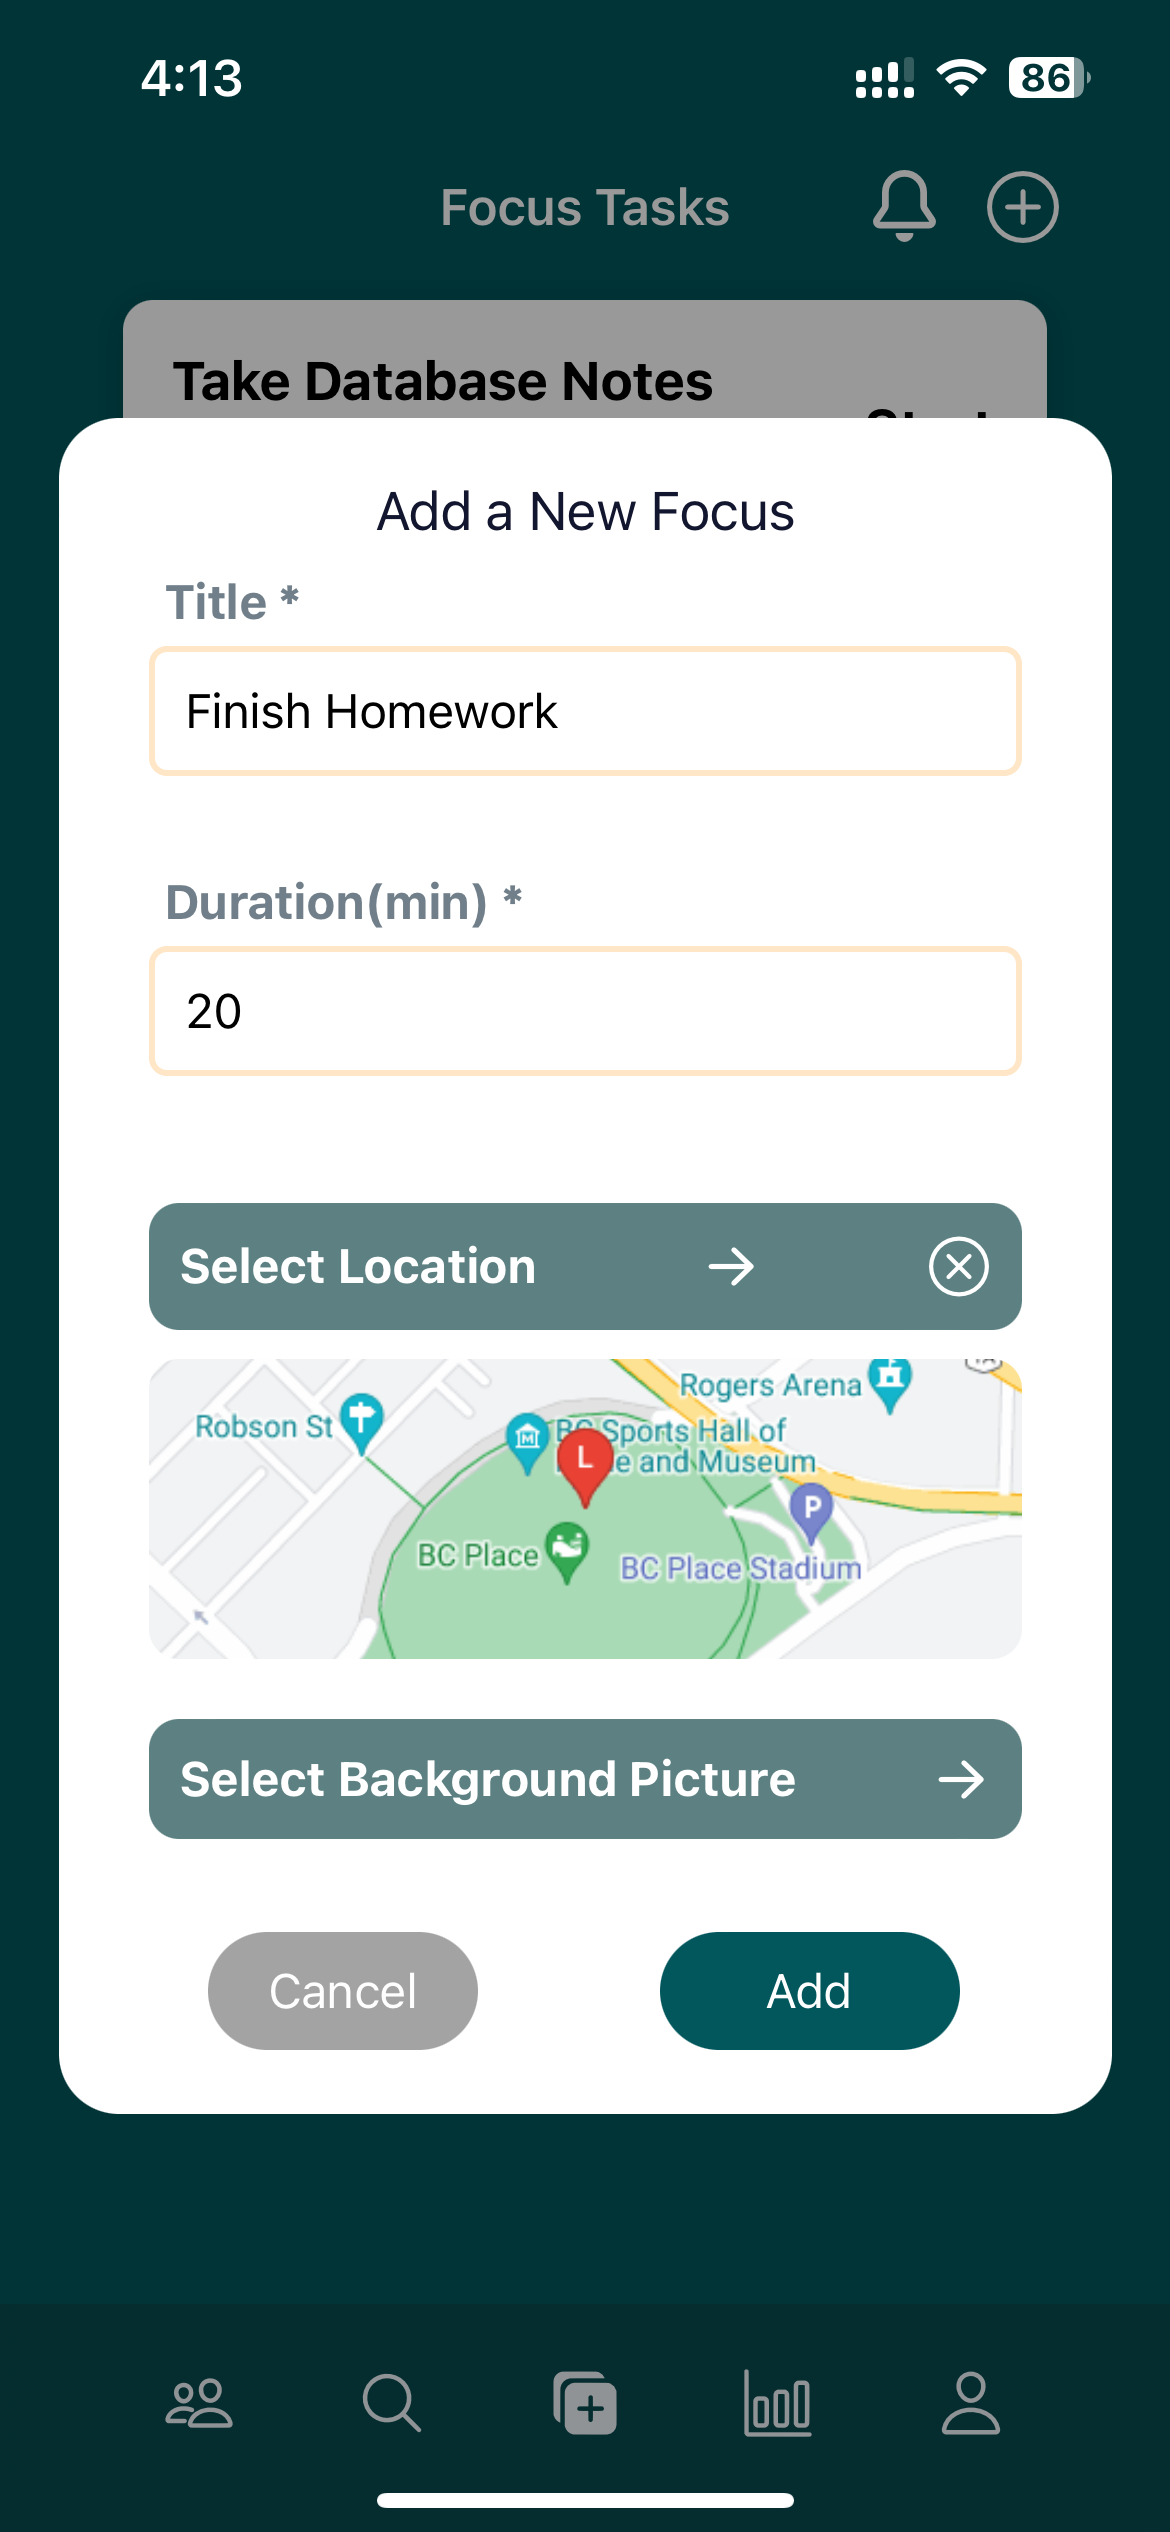 4:13
86
Focus Tasks
Take Database Notes
Add a New Focus
Title *
Finish Homework
Duration(min) *
20
Select Location
Rogers Arena
Robson St
BC Sports Hall of
e and Museum
L
P
BC Place
BC Place Stadium
Select Background Picture
Cancel
Add